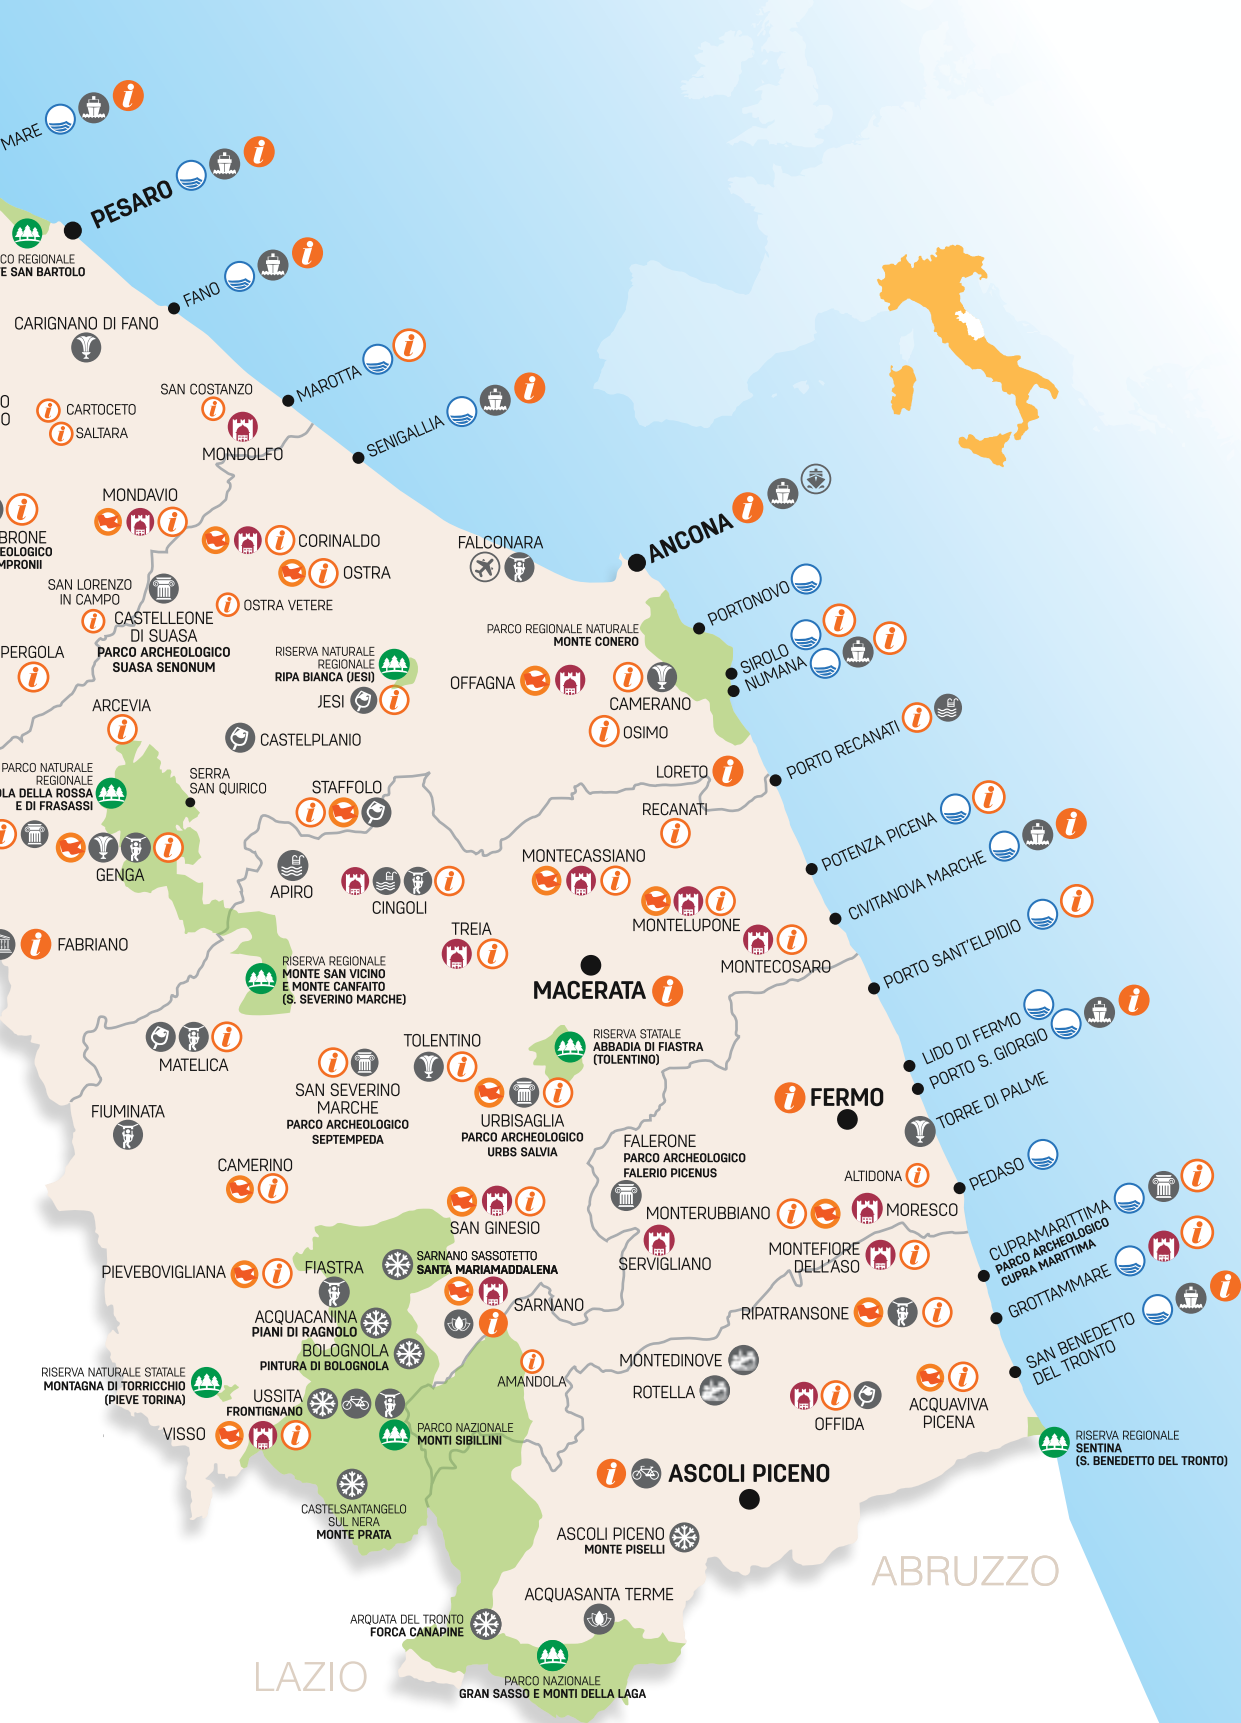 MARE
PESARO
CO REGIONALE
E SAN BARTOLO
FANO
CARIGNANO DI FANO
MAROTTA
SAN COSTANZO
O
O
CARTOCETO
SALTARA
MONDOLFO
SENIGALLIA
MONDAVIO
CORINALDO
BRONE
EOLOGICO
MPRONII
FALCONARA
ANCONA
OSTRA
SAN LORENZO
IN CAMPO
OSTRA VETERE
CASTELLEONE
DI SUASA
PARCO ARCHEOLOGICO
SUASA SENONUM
PORTONOVO
PARCO REGIONALE NATURALE
MONTE CONERO
PERGOLA
RISERVA NATURALE
REGIONALE
RIPA BIANCA (JESI)
SIROLO
NUMANA
OFFAGNA
JESI
CAMERANO
ARCEVIA
OSIMO
CASTELPLANIO
PORTO RECANATI
PARCO NATURALE
REGIONALE
OLA DELLA ROSSA
E DI FRASASSI
SERRA
SAN QUIRICO
STAFFOLO
LORETO
RECANATI
POTENZA PICENA
GENGA
APIRO
CINGOLI
MONTECASSIANO
CIVITANOVA MARCHE
MONTELUPONE
TREIA
FABRIANO
MONTECOSARO
PORTO SANT'ELPIDIO
RISERVA REGIONALE
MONTE SAN VICINO
E MONTE CANFAITO
(S. SEVERINO MARCHE)
MACERATA
MATELICA
TOLENTINO
RISERVA STATALE
ABBADIA DI FIASTRA
(TOLENTINO)
LIDO DI FERMO
PORTO S. GIORGIO
SAN SEVERINO
MARCHE
PARCO ARCHEOLOGICO
SEPTEMPEDA
FERMO
TORRE DI PALME
FIUMINATA
URBISAGLIA
PARCO ARCHEOLOGICO
URBS SALVIA
FALERONE
PARCO ARCHEOLOGICO
FALERIO PICENUS
CAMERINO
ALTIDONA
PEDASO
MORESCO
MONTERUBBIANO
SAN GINESIO
CUPRAMARITTIMA
PARCO ARCHEOLOGICO
CUPRA MARITTIMA
SERVIGLIANO
MONTEFIORE
DELL'ASO
PIEVEBOVIGLIANA
FIASTRA
SARNANO SASSOTETTO
SANTA MARIAMADDALENA
GROTTAMMARE
SARNANO
RIPATRANSONE
ACQUACANINA
PIANI DI RAGNOLO
BOLOGNOLA
PINTURA DI BOLOGNOLA
SAN BENEDETTO
DEL TRONTO
MONTEDINOVE
AMANDOLA
RISERVA NATURALE STATALE
MONTAGNA DI TORRICCHIO
(PIEVE TORINA)
ROTELLA
USSITA
FRONTIGNANO
ACQUAVIVA
PICENA
OFFIDA
VISSO
PARCO NAZIONALE
MONTI SIBILLINI
RISERVA REGIONALE
SENTINA
(S. BENEDETTO DEL TRONTO)
ASCOLI PICENO
CASTELSANTANGELO
SUL NERA
MONTE PRATA
ASCOLI PICENO
MONTE PISELLI
ABRUZZO
ACQUASANTA TERME
ARQUATA DEL TRONTO
FORCA CANAPINE
LAZIO
PARCO NAZIONALE
GRAN SASSO E MONTI DELLA LAGA